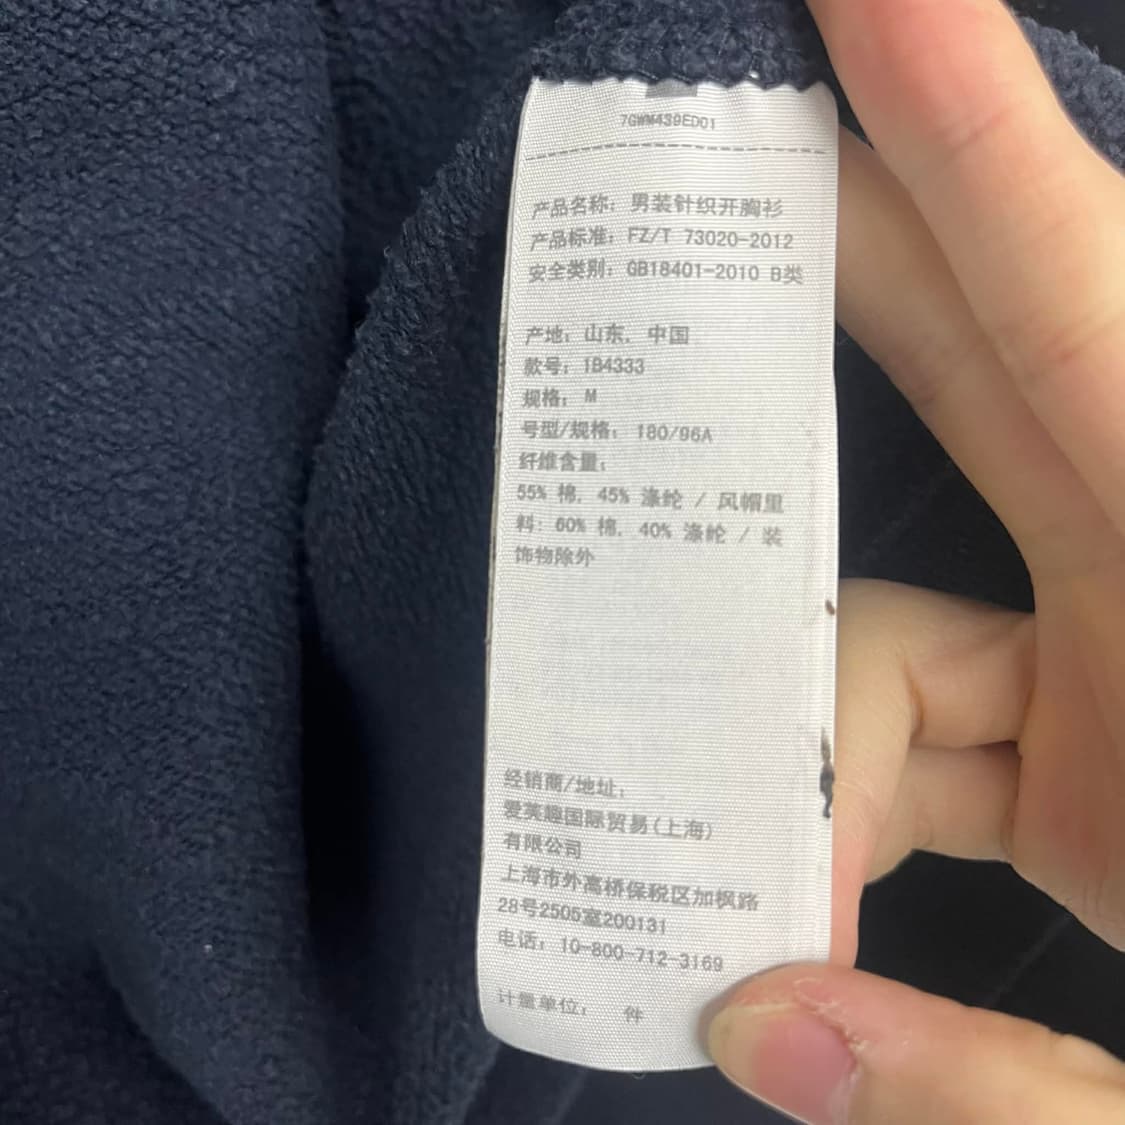 7GWM439ED01
产品名称：男装针织开胸衫
产品标准：FZ/T 73020-2012
安全类别：GB18401-2010 B类
产地：山东, 中国
款号：1B4333
规格：M
号型/规格：180/96A
纤维含量：
55% 棉, 45% 涤纶 / 风帽里
料：60% 棉, 40% 涤纶 / 装
饰物除外
经销商/地址：
爱芙趣国际贸易(上海)
有限公司
上海市外高桥保税区加枫路
28号2505室200131
电话：10-800-712-3169
计量单位： 件